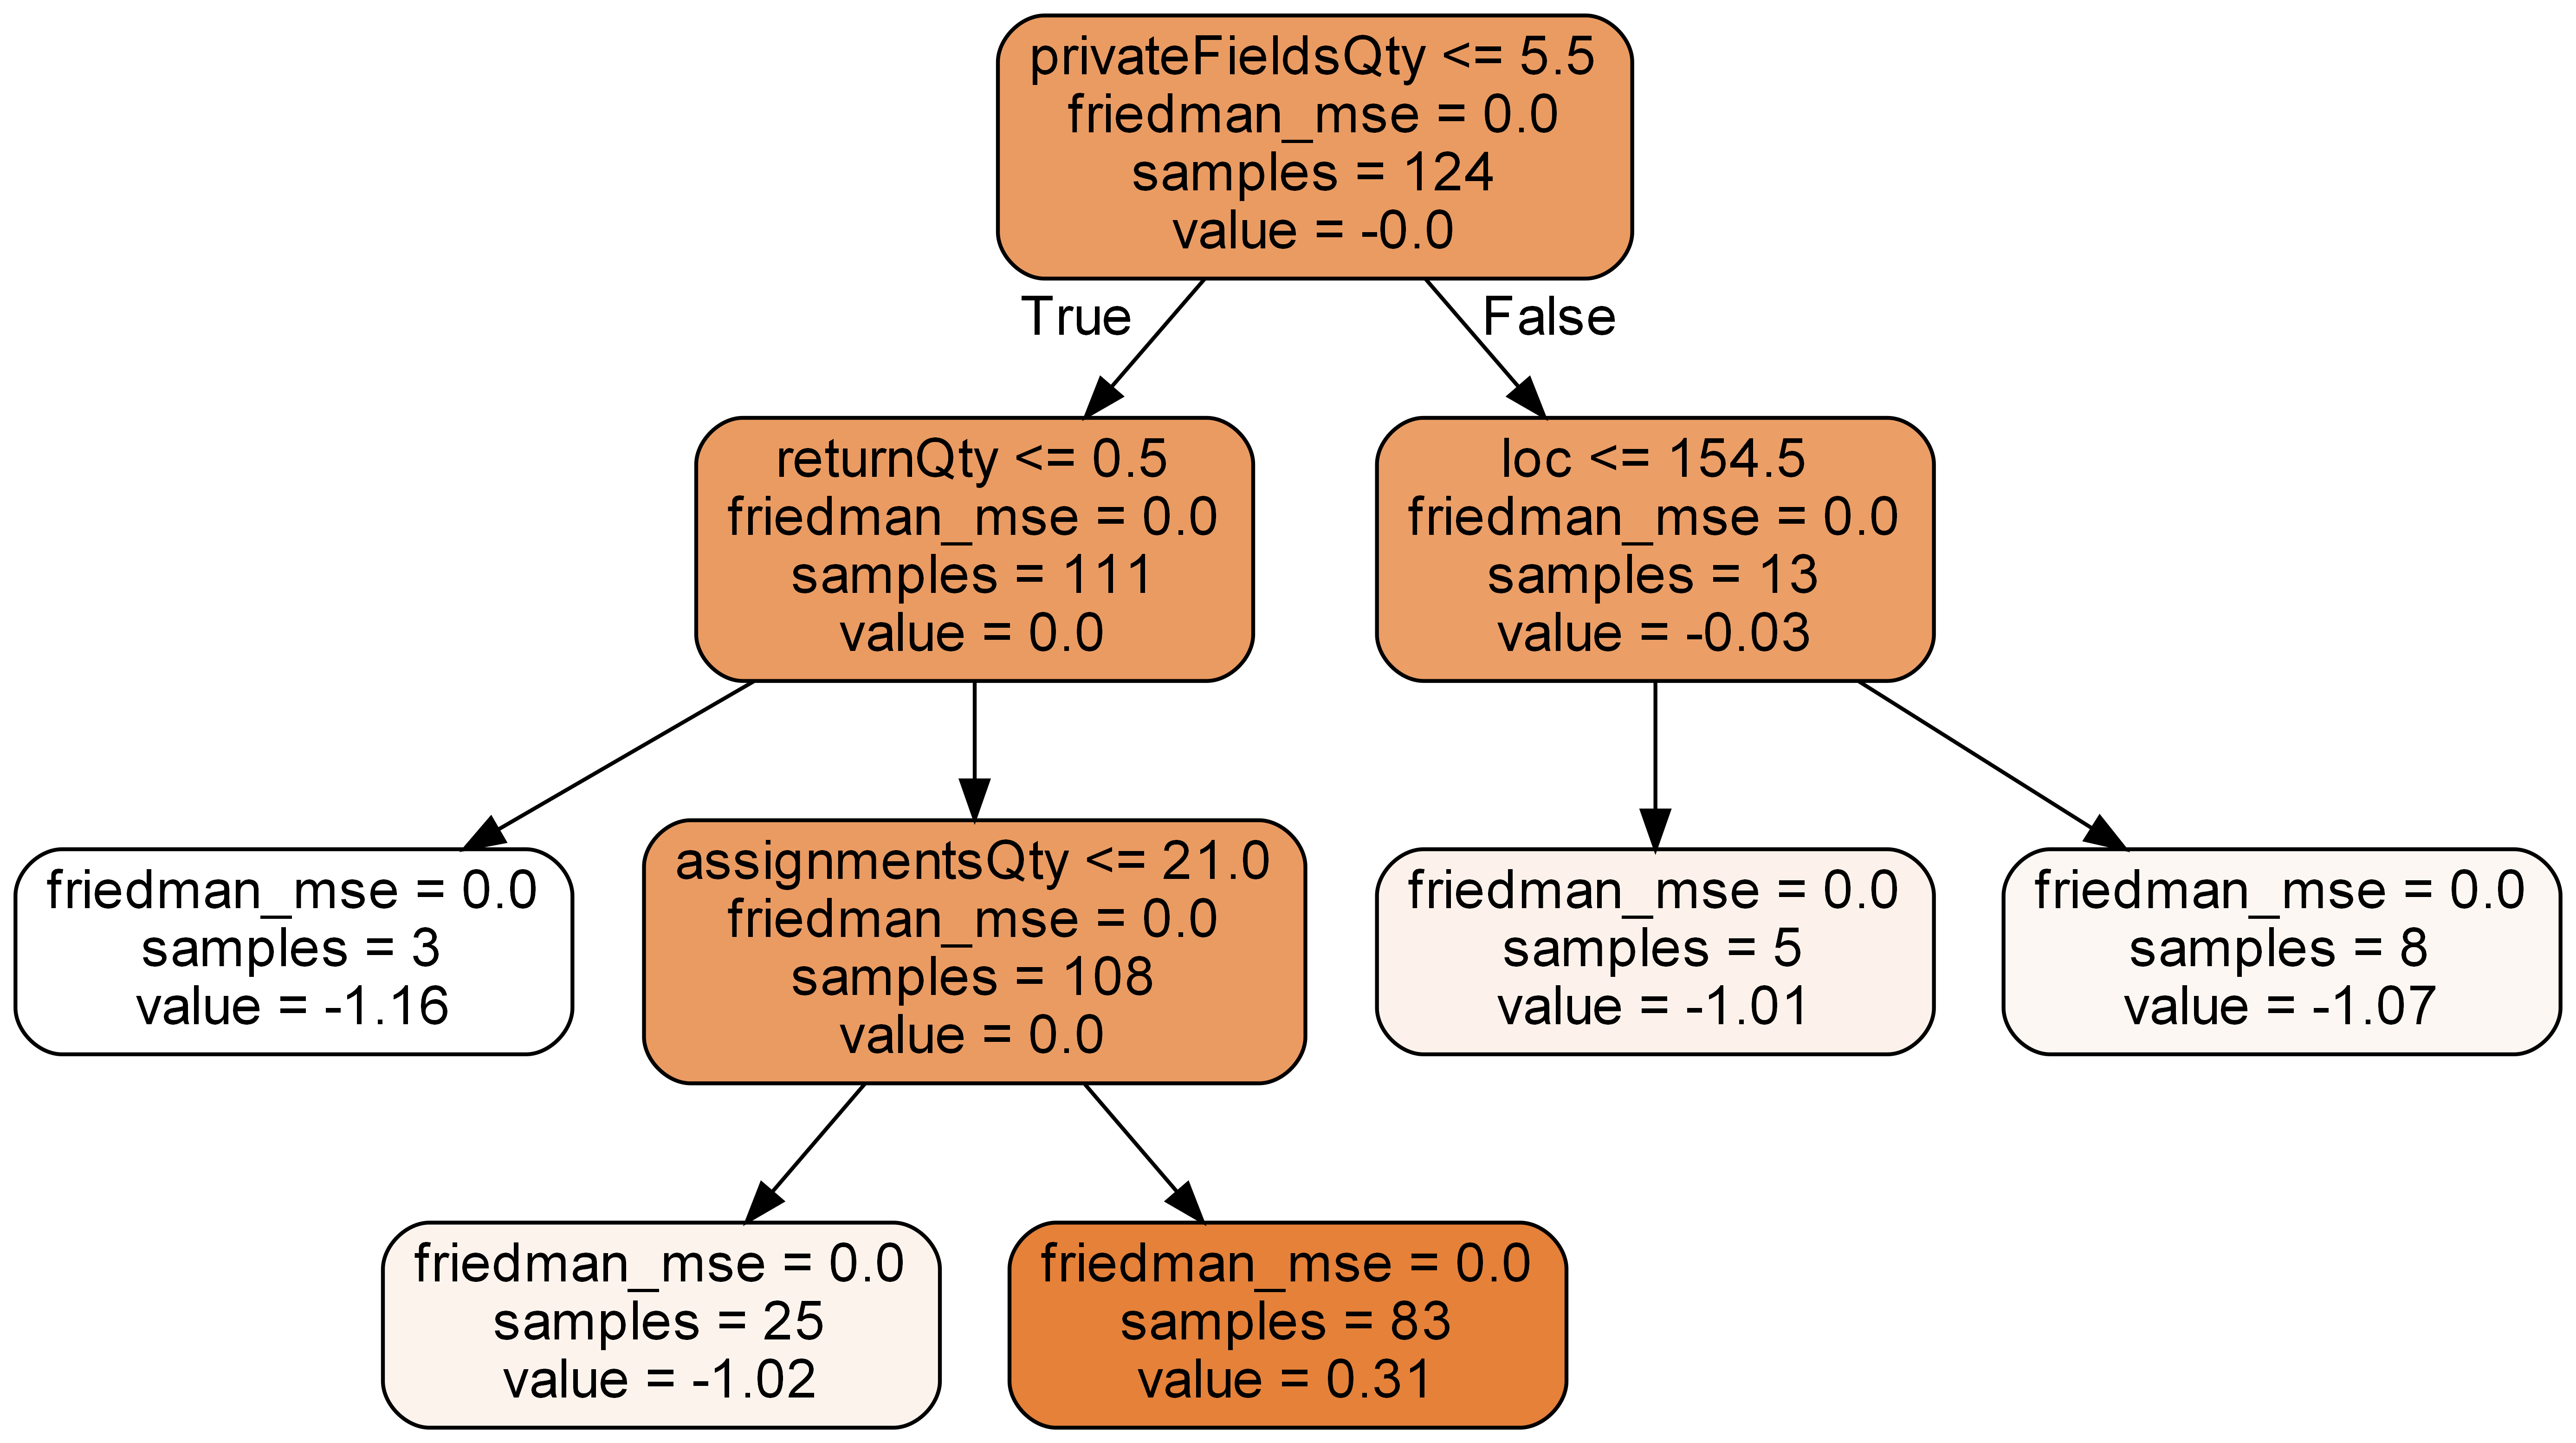 privateFieldsQty <= 5.5
friedman_mse = 0.0
samples = 124
value = -0.0
True
False
returnQty <= 0.5
friedman_mse = 0.0
samples = 111
value = 0.0
loc <= 154.5
friedman_mse = 0.0
samples = 13
value = -0.03
friedman_mse = 0.0
samples = 3
value = -1.16
assignmentsQty <= 21.0
friedman_mse = 0.0
samples = 108
value = 0.0
friedman_mse = 0.0
samples = 5
value = -1.01
friedman_mse = 0.0
samples = 8
value = -1.07
friedman_mse = 0.0
samples = 25
value = -1.02
friedman_mse = 0.0
samples = 83
value = 0.31